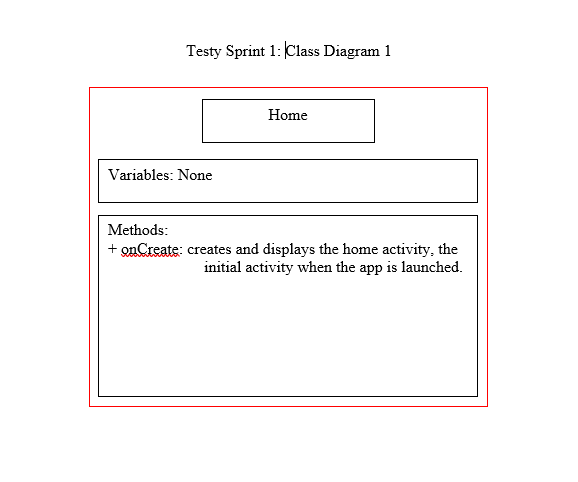 Testy Sprint 1: Class Diagram 1
Home
Variables: None
Methods:
+ onCreate: creates and displays the home activity, the
initial activity when the app is launched.